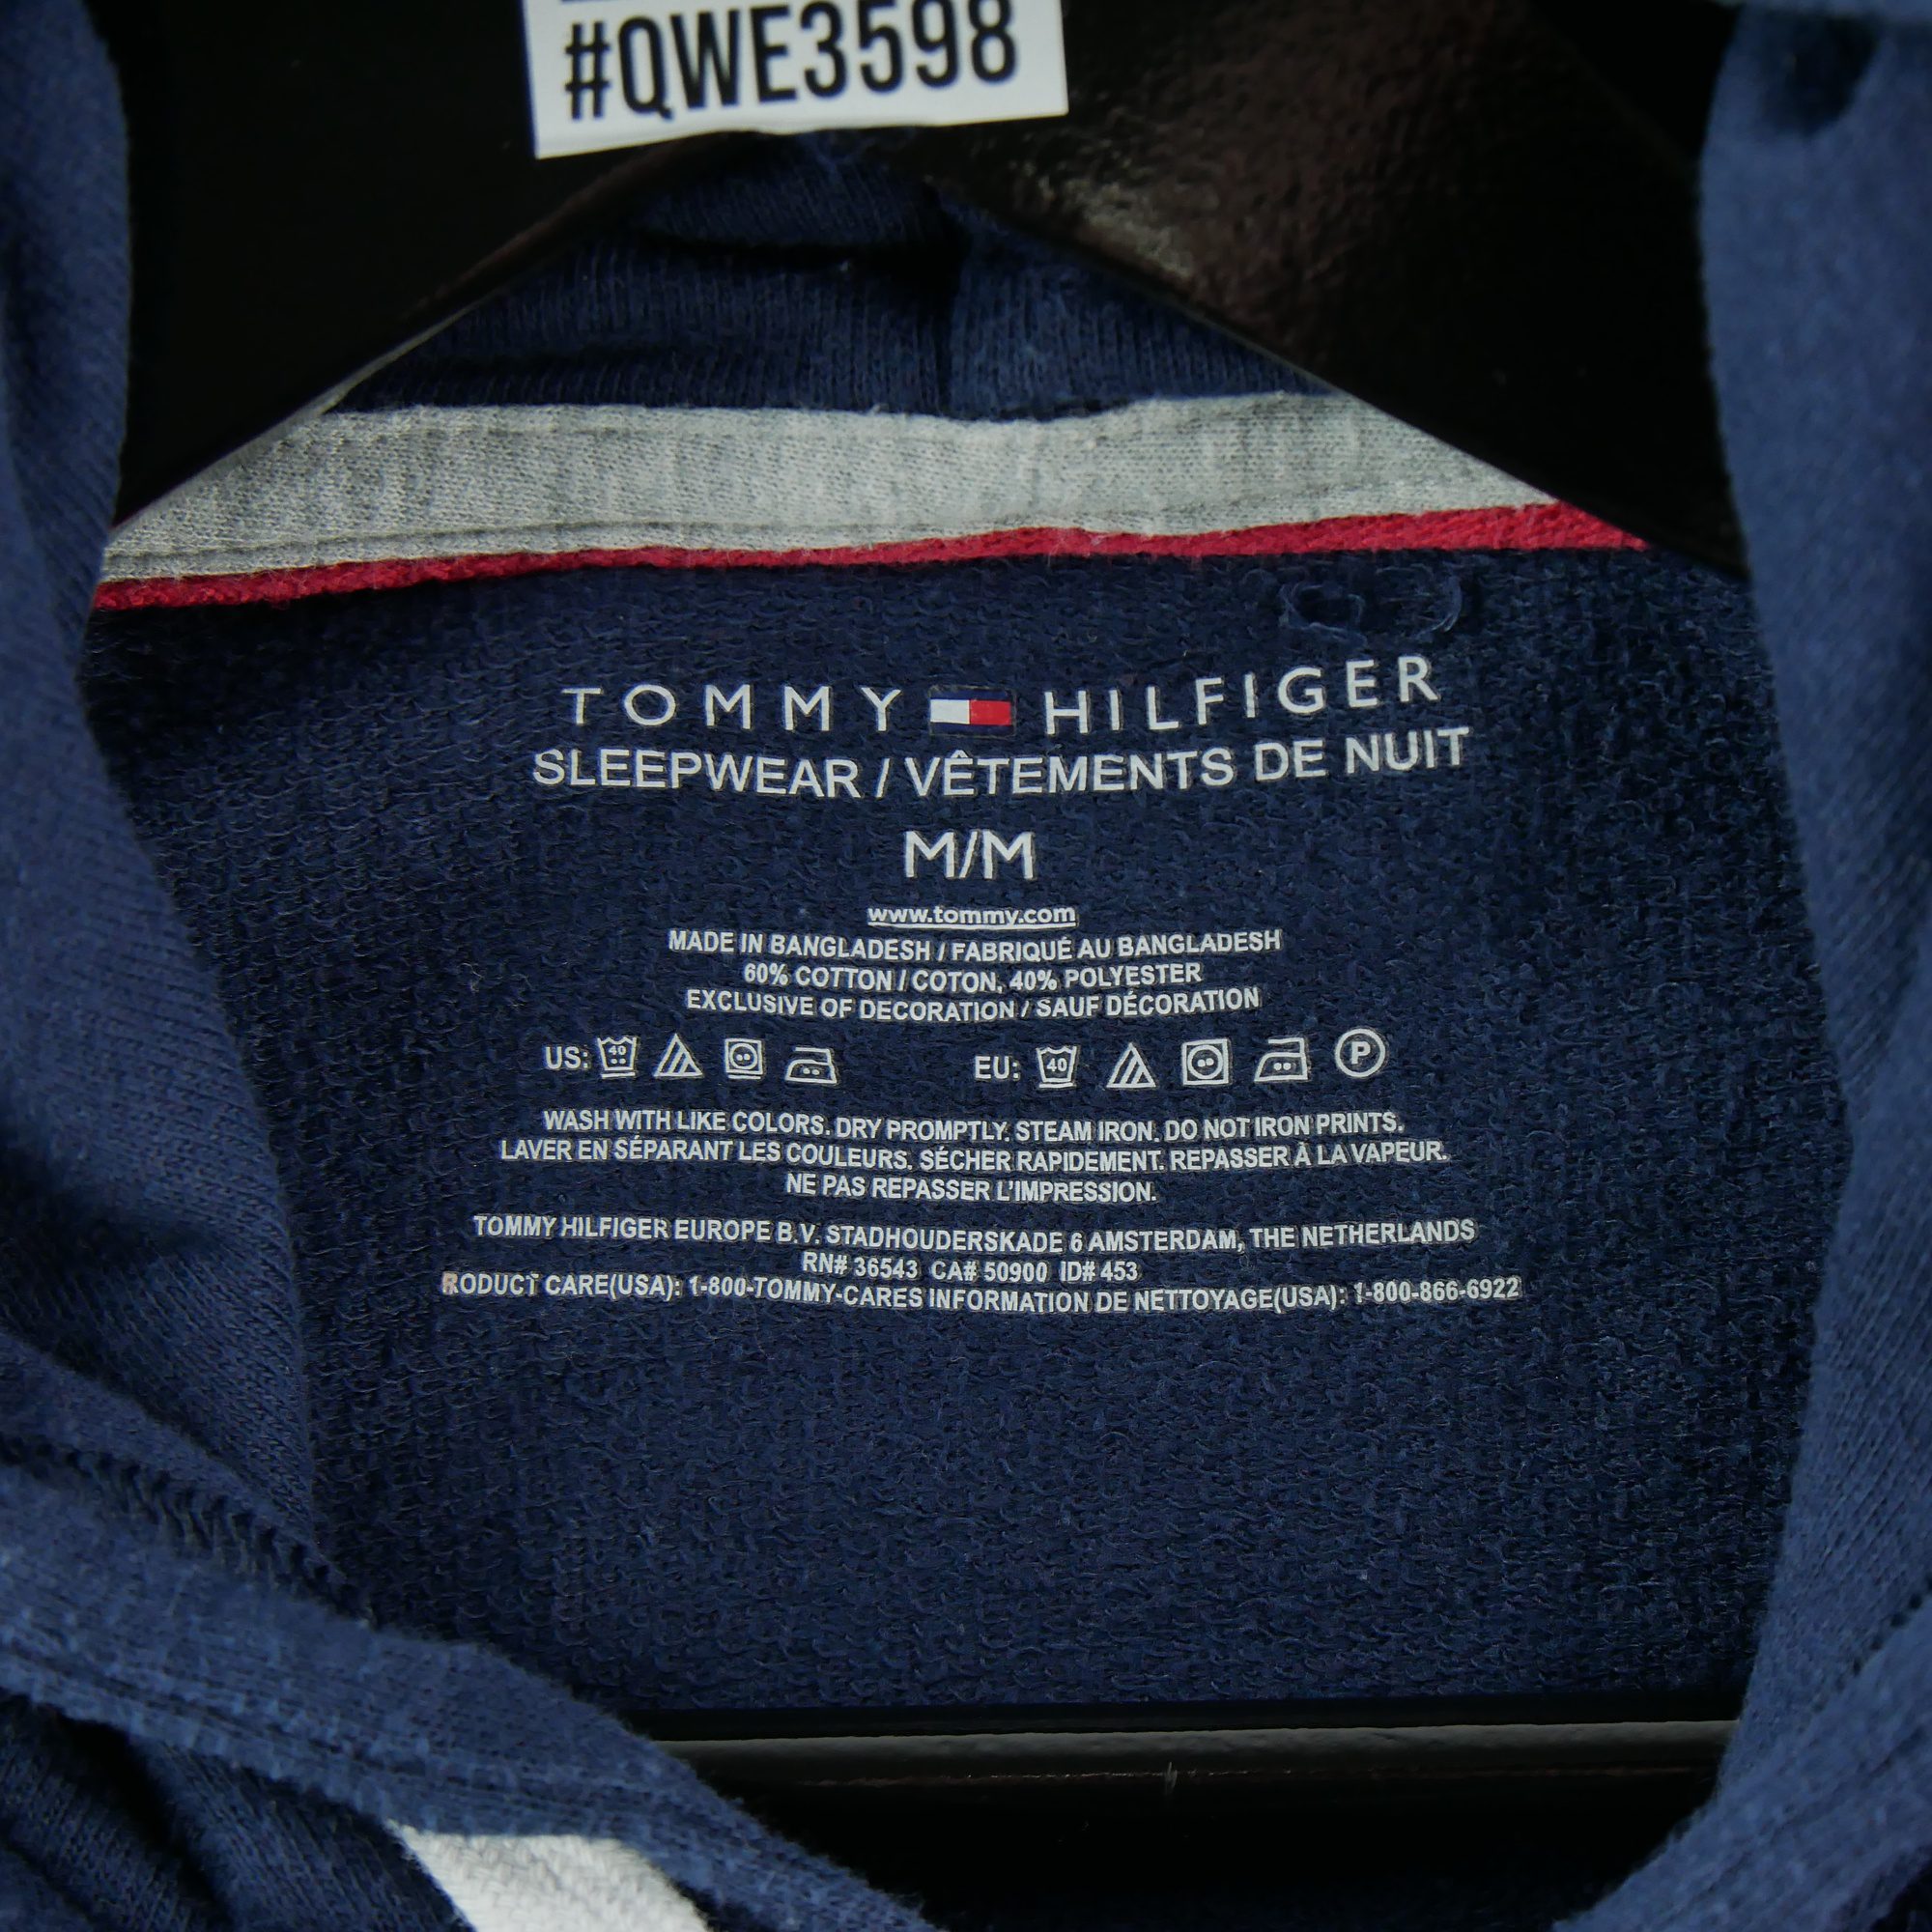 #QWE3598
TOMMY HILFIGER
SLEEPWEAR / VÊTEMENTS DE NUIT
M/M
www.tommy.com
MADE IN BANGLADESH / FABRIQUÉ AU BANGLADESH
60% COTTON / COTON, 40% POLYESTER
EXCLUSIVE OF DECORATION / SAUF DÉCORATION
US: 40 EU: 40 P
WASH WITH LIKE COLORS. DRY PROMPTLY. STEAM IRON. DO NOT IRON PRINTS.
LAVER EN SÉPARANT LES COULEURS. SÉCHER RAPIDEMENT. REPASSER À LA VAPEUR.
NE PAS REPASSER L'IMPRESSION.
TOMMY HILFIGER EUROPE B.V. STADHOUDERSKADE 6 AMSTERDAM, THE NETHERLANDS
RN# 36543 CA# 50900 ID# 453
RODUCT CARE(USA): 1-800-TOMMY-CARES INFORMATION DE NETTOYAGE(USA): 1-800-866-6922